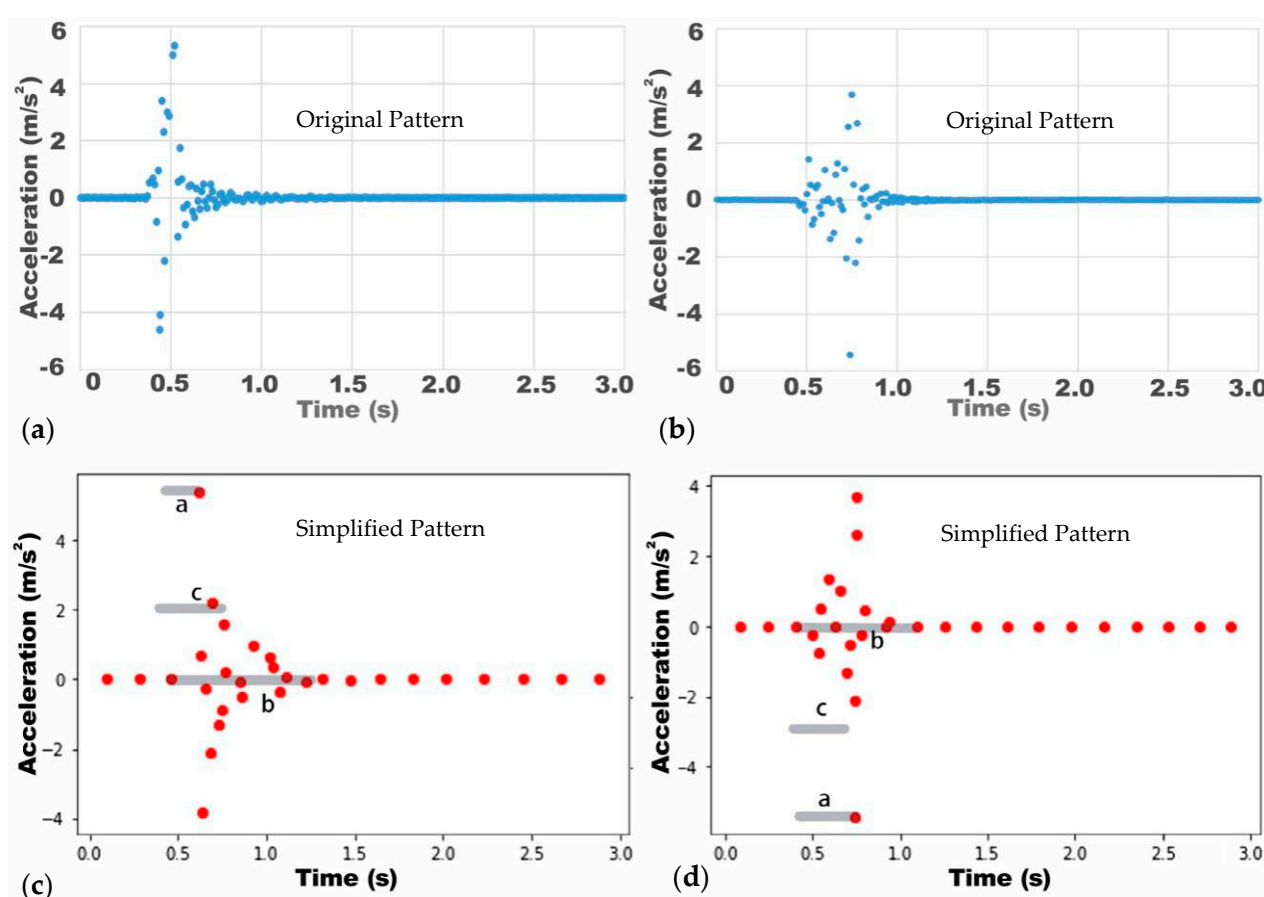 6
4
2
0
-2
-4
-6
Acceleration (m/s²)
Original Pattern
0 0.5 1.0 1.5 2.0 2.5 3.0
Time (s)
(a)
6
4
2
0
-2
-4
-6
Acceleration (m/s²)
Original Pattern
0 0.5 1.0 1.5 2.0 2.5 3.0
Time (s)
(b)
4
2
0
−2
−4
Acceleration (m/s²)
Simplified Pattern
a
c
b
0.0 0.5 1.0 1.5 2.0 2.5 3.0
Time (s)
(c)
4
2
0
−2
−4
Acceleration (m/s²)
Simplified Pattern
b
c
a
0.0 0.5 1.0 1.5 2.0 2.5 3.0
Time (s)
(d)